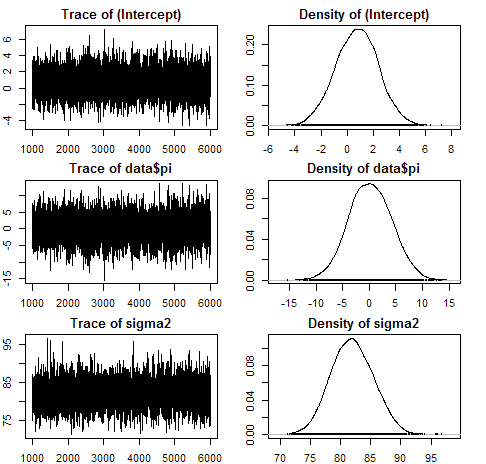 Trace of (Intercept)
Density of (Intercept)
6
4
2
0
-4
1000 2000 3000 4000 5000 6000
0.20
0.10
0.00
-6 -4 -2 0 2 4 6 8
Trace of data$pi
Density of data$pi
5
-5
-15
1000 2000 3000 4000 5000 6000
0.08
0.04
0.00
-15 -10 -5 0 5 10 15
Trace of sigma2
Density of sigma2
95
85
75
1000 2000 3000 4000 5000 6000
0.08
0.04
0.00
70 75 80 85 90 95